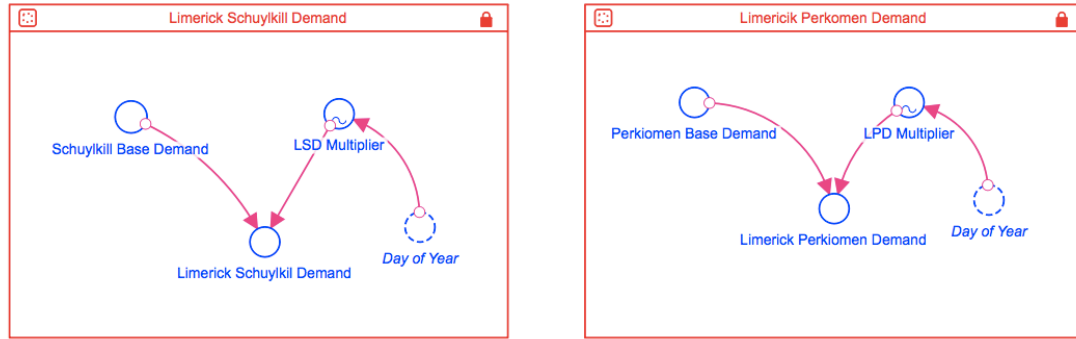 Limerick Schuylkill Demand
Schuylkill Base Demand
LSD Multiplier
Limerick Schuylkil Demand
Day of Year
Limericik Perkomen Demand
Perkiomen Base Demand
LPD Multiplier
Limerick Perkiomen Demand
Day of Year